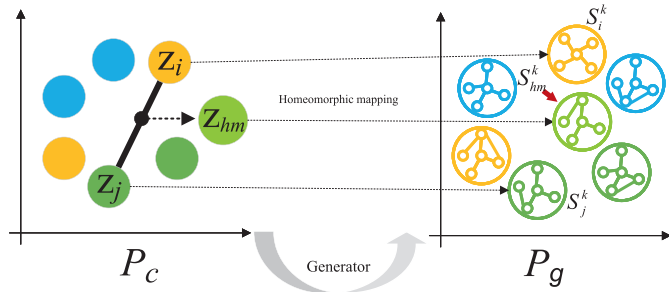 z_i
z_hm
z_j
P_c
Homeomorphic mapping
Generator
S_i^k
S_hm^k
S_j^k
P_g